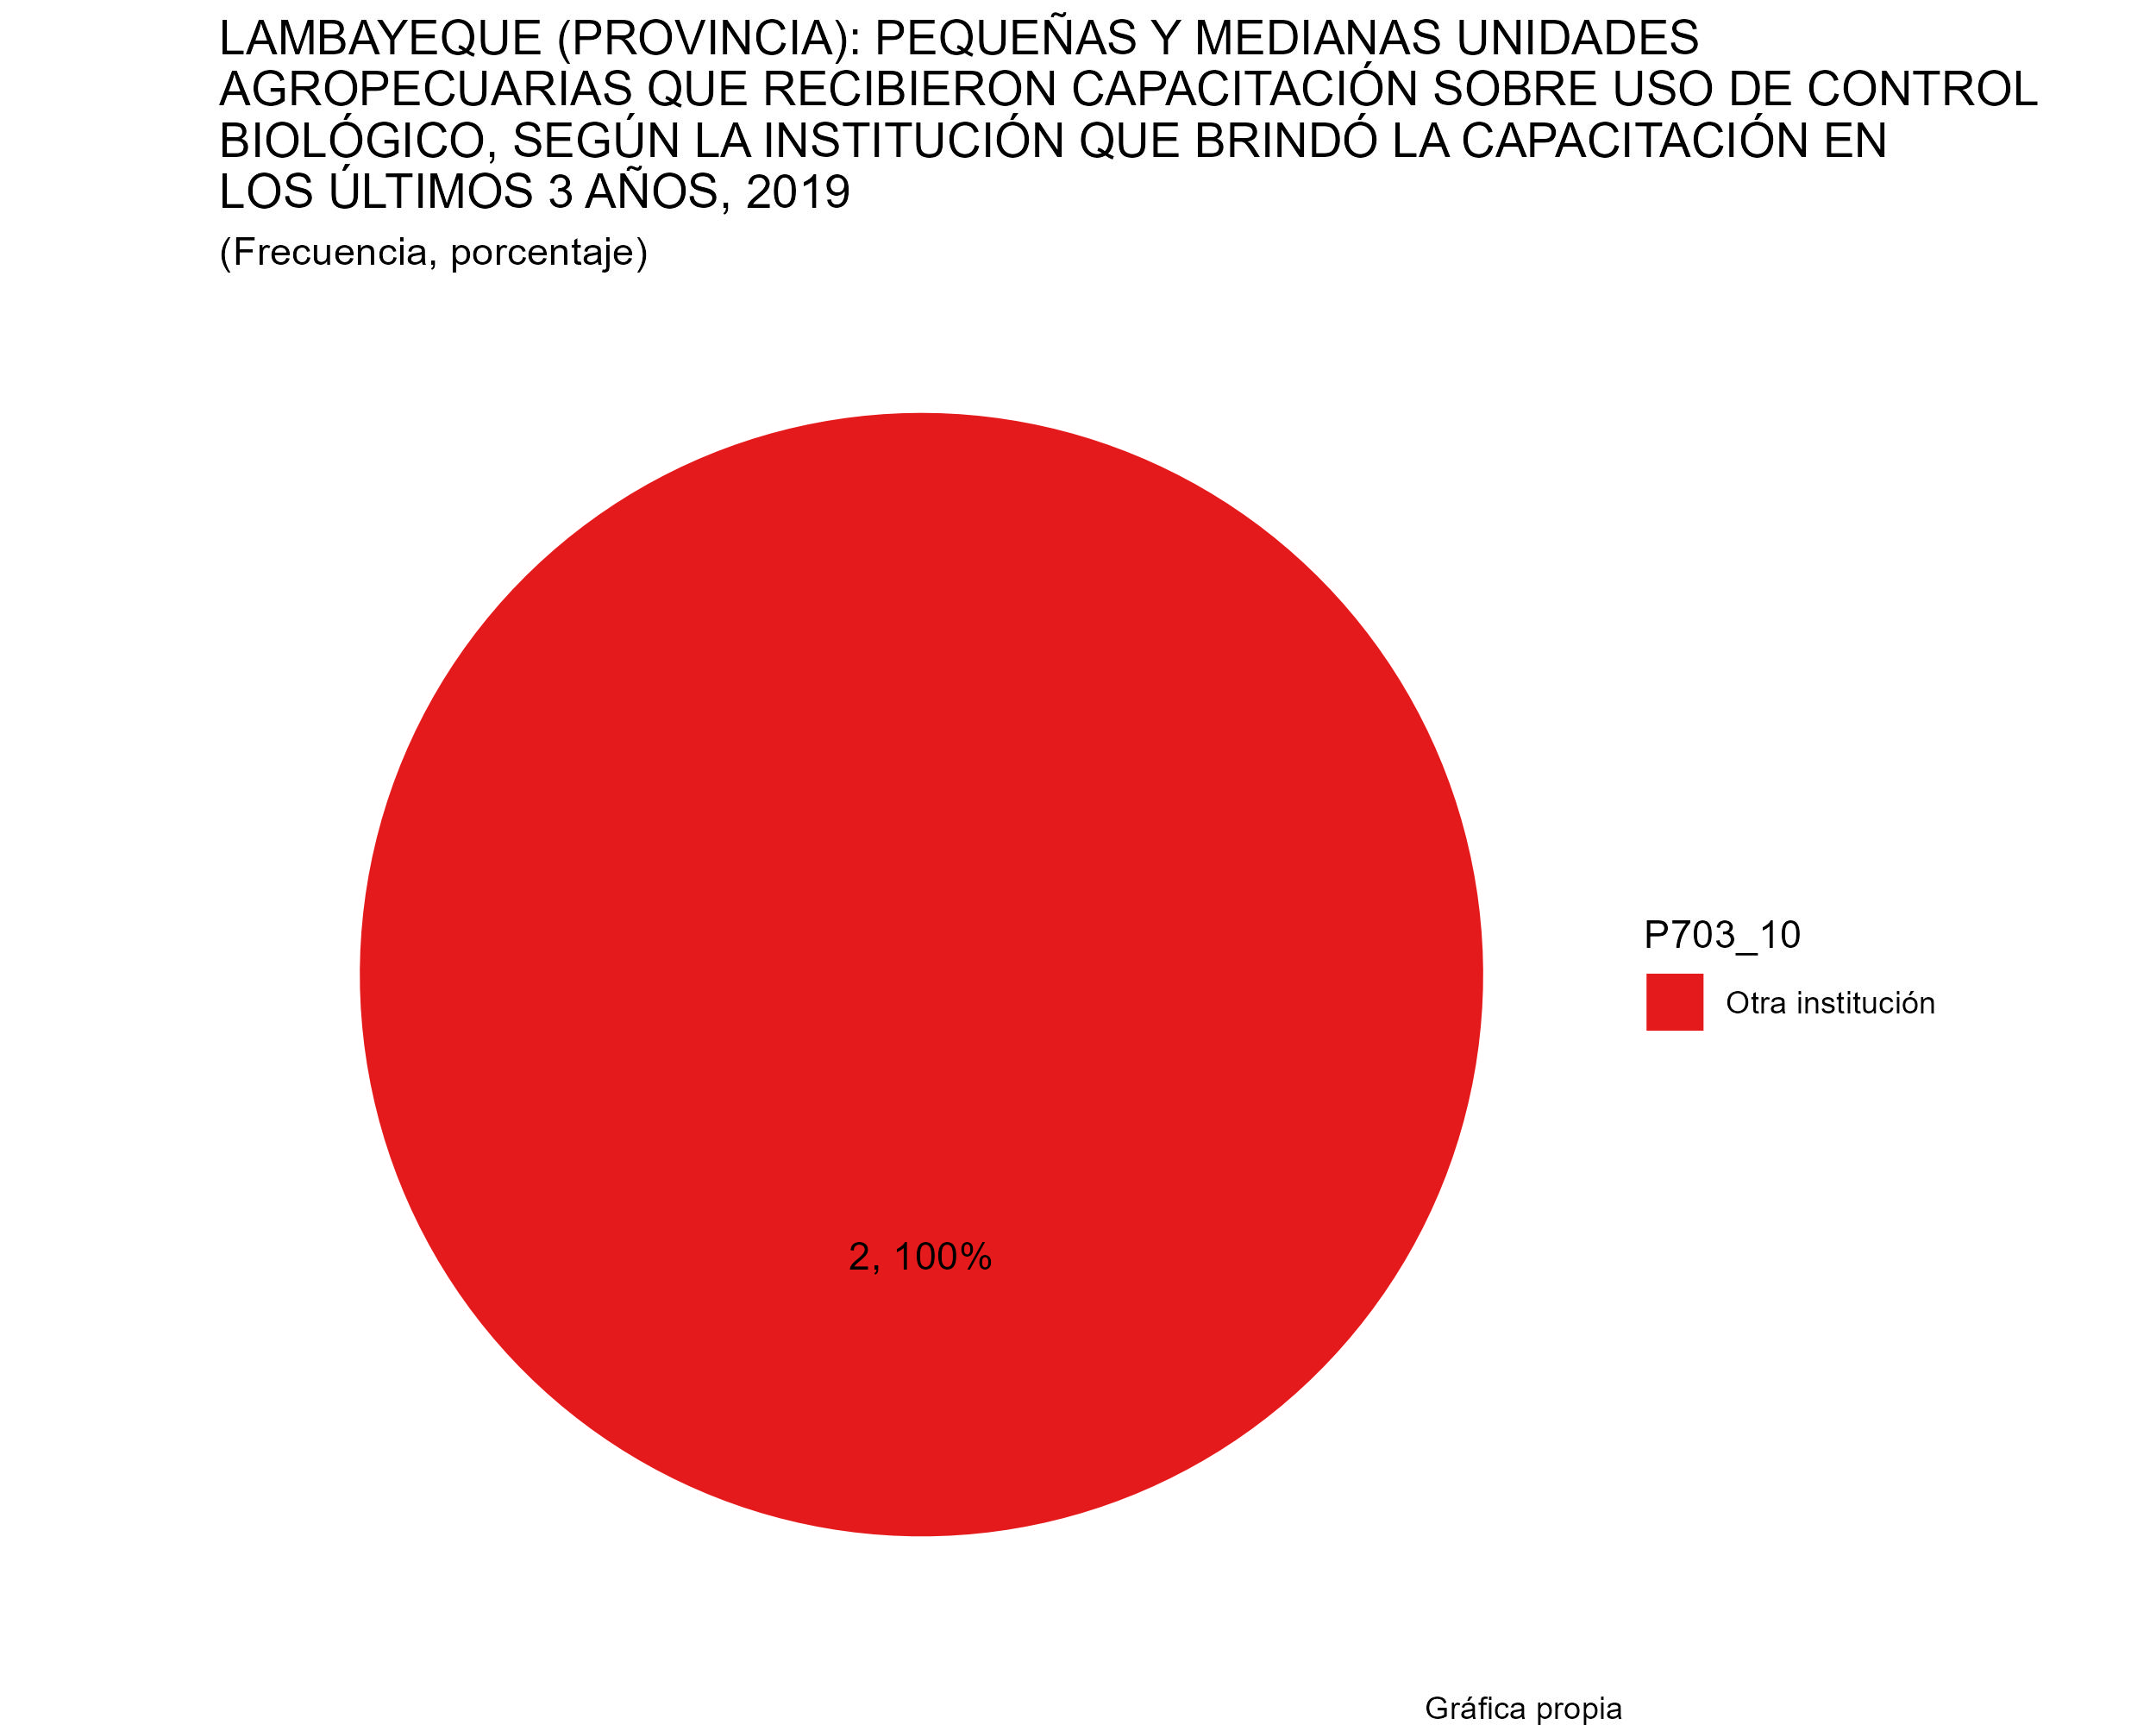 LAMBAYEQUE (PROVINCIA): PEQUEÑAS Y MEDIANAS UNIDADES
AGROPECUARIAS QUE RECIBIERON CAPACITACIÓN SOBRE USO DE CONTROL
BIOLÓGICO, SEGÚN LA INSTITUCIÓN QUE BRINDÓ LA CAPACITACIÓN EN
LOS ÚLTIMOS 3 AÑOS, 2019
(Frecuencia, porcentaje)
P703_10
Otra institución
2, 100%
Gráfica propia